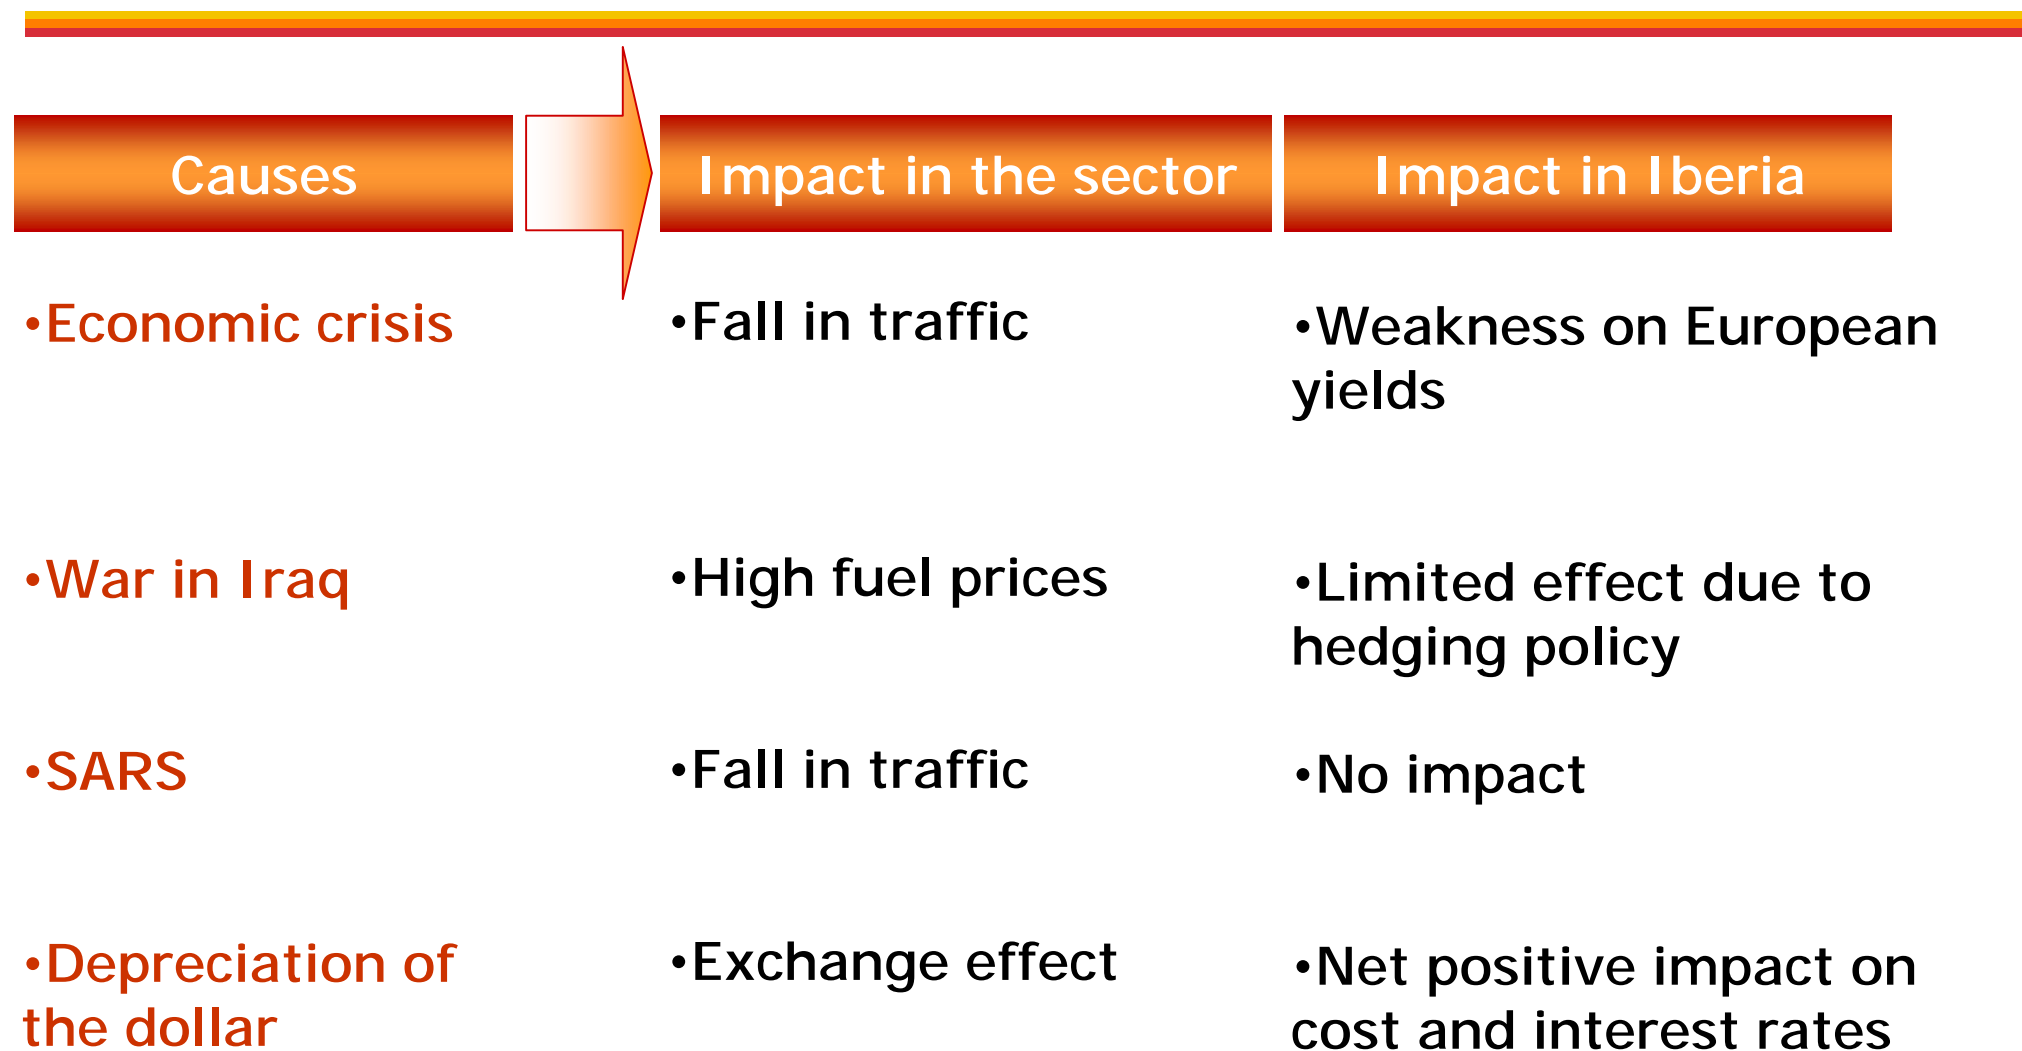 Causes
Impact in the sector
Impact in Iberia
•Economic crisis
•Fall in traffic
•Weakness on European
yields
•War in Iraq
•High fuel prices
•Limited effect due to
hedging policy
•SARS
•Fall in traffic
•No impact
•Depreciation of
the dollar
•Exchange effect
•Net positive impact on
cost and interest rates